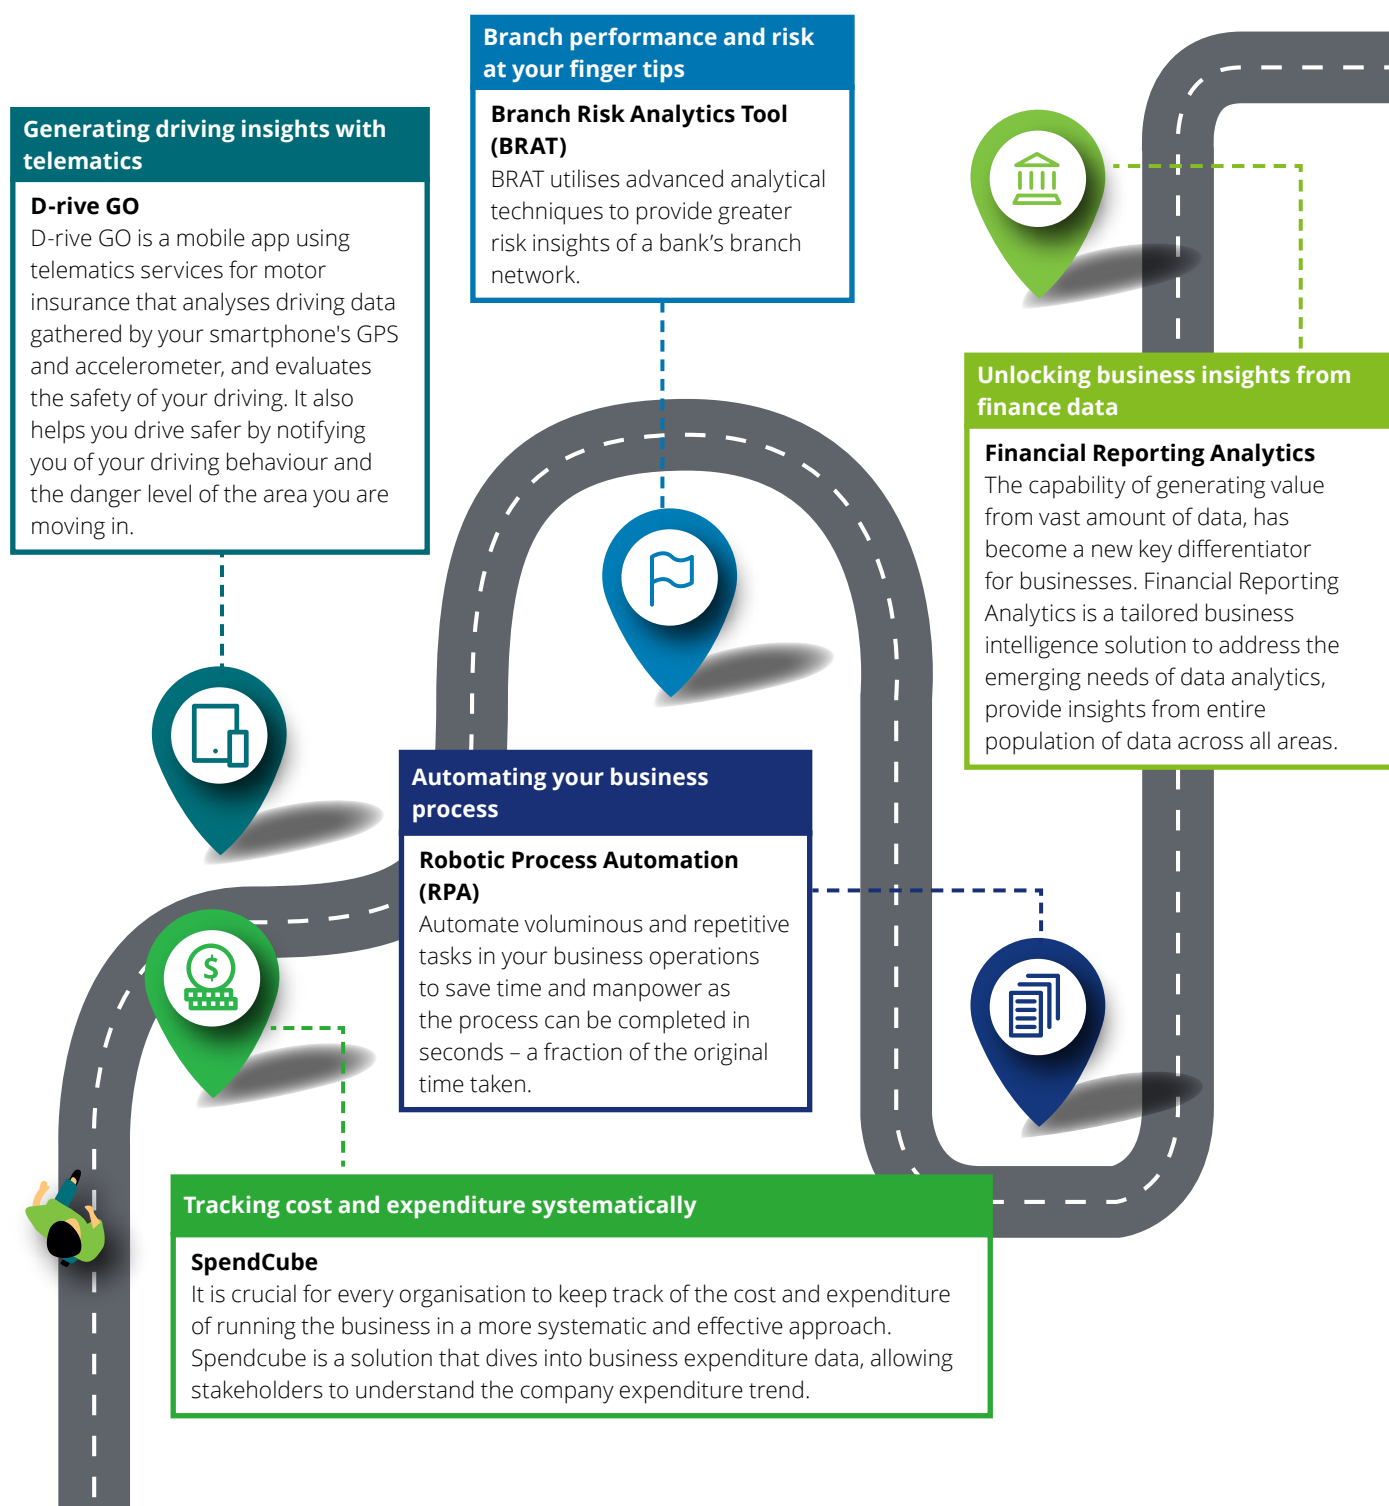 Branch performance and risk
at your finger tips
Branch Risk Analytics Tool
(BRAT)
BRAT utilises advanced analytical
techniques to provide greater
risk insights of a bank’s branch
network.
Generating driving insights with
telematics
D-rive GO
D-rive GO is a mobile app using
telematics services for motor
insurance that analyses driving data
gathered by your smartphone's GPS
and accelerometer, and evaluates
the safety of your driving. It also
helps you drive safer by notifying
you of your driving behaviour and
the danger level of the area you are
moving in.
Unlocking business insights from
finance data
Financial Reporting Analytics
The capability of generating value
from vast amount of data, has
become a new key differentiator
for businesses. Financial Reporting
Analytics is a tailored business
intelligence solution to address the
emerging needs of data analytics,
provide insights from entire
population of data across all areas.
Automating your business
process
Robotic Process Automation
(RPA)
Automate voluminous and repetitive
tasks in your business operations
to save time and manpower as
the process can be completed in
seconds – a fraction of the original
time taken.
$
Tracking cost and expenditure systematically
SpendCube
It is crucial for every organisation to keep track of the cost and expenditure
of running the business in a more systematic and effective approach.
Spendcube is a solution that dives into business expenditure data, allowing
stakeholders to understand the company expenditure trend.